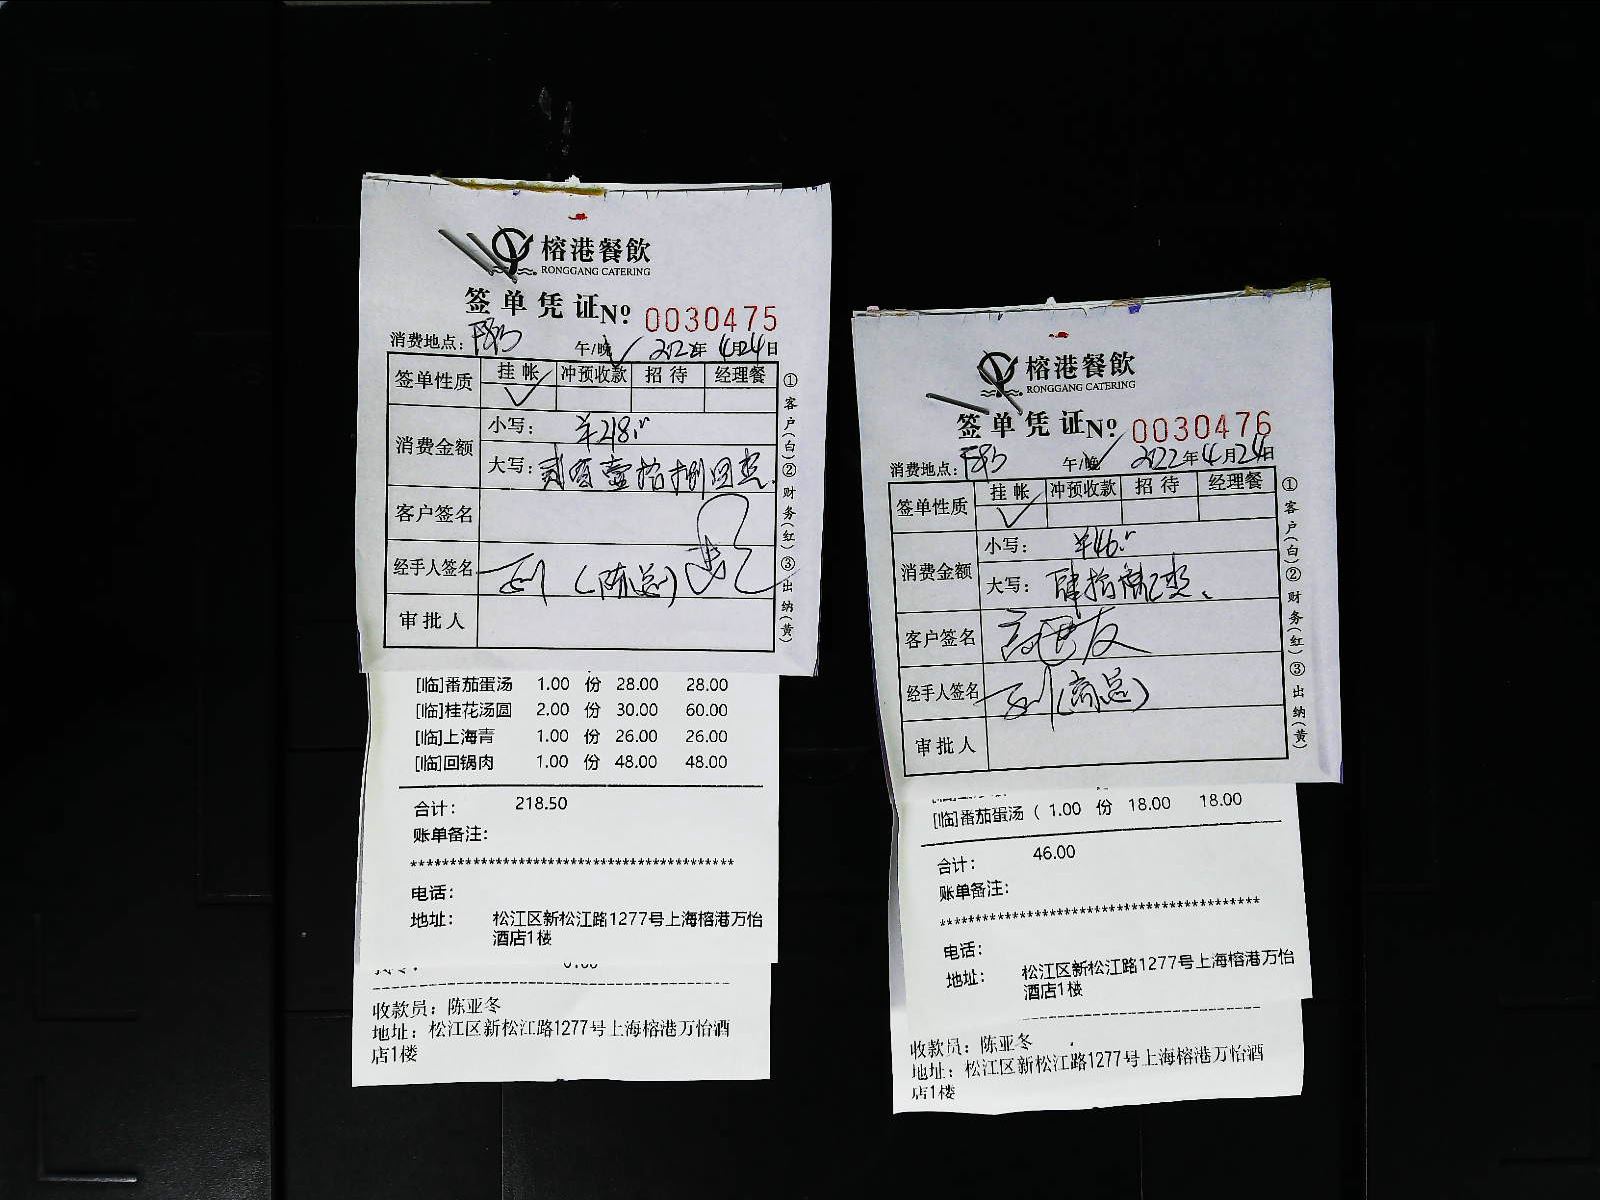 榕港餐飲
RONGGANG CATERING
签单凭证 Nº 0030475
消费地点: 午/晚 2022年4月24日
签单性质 挂帐 冲预收款 招待 经理餐
消费金额 小写: ¥218.
大写: 贰佰壹拾捌
客户签名
经手人签名 (陈总)
审批人
①客户(白)②财务(红)③出纳(黄)
[临]番茄蛋汤 1.00 份 28.00 28.00
[临]桂花汤圆 2.00 份 30.00 60.00
[临]上海青 1.00 份 26.00 26.00
[临]回锅肉 1.00 份 48.00 48.00
合计: 218.50
账单备注:
******************************************
电话:
地址: 松江区新松江路1277号上海榕港万怡
酒店1楼
收款员: 陈亚冬
地址: 松江区新松江路1277号上海榕港万怡酒
店1楼
榕港餐飲
RONGGANG CATERING
签单凭证 Nº 0030476
消费地点: 午/晚 2022年4月24日
签单性质 挂帐 冲预收款 招待 经理餐
消费金额 小写: ¥46.
大写: 肆拾陆元整
客户签名
经手人签名
审批人
①客户(白)②财务(红)③出纳(黄)
[临]番茄蛋汤 ( 1.00 份 18.00 18.00
合计: 46.00
账单备注:
******************************************
电话:
地址: 松江区新松江路1277号上海榕港万怡
酒店1楼
收款员: 陈亚冬
地址: 松江区新松江路1277号上海榕港万怡酒
店1楼